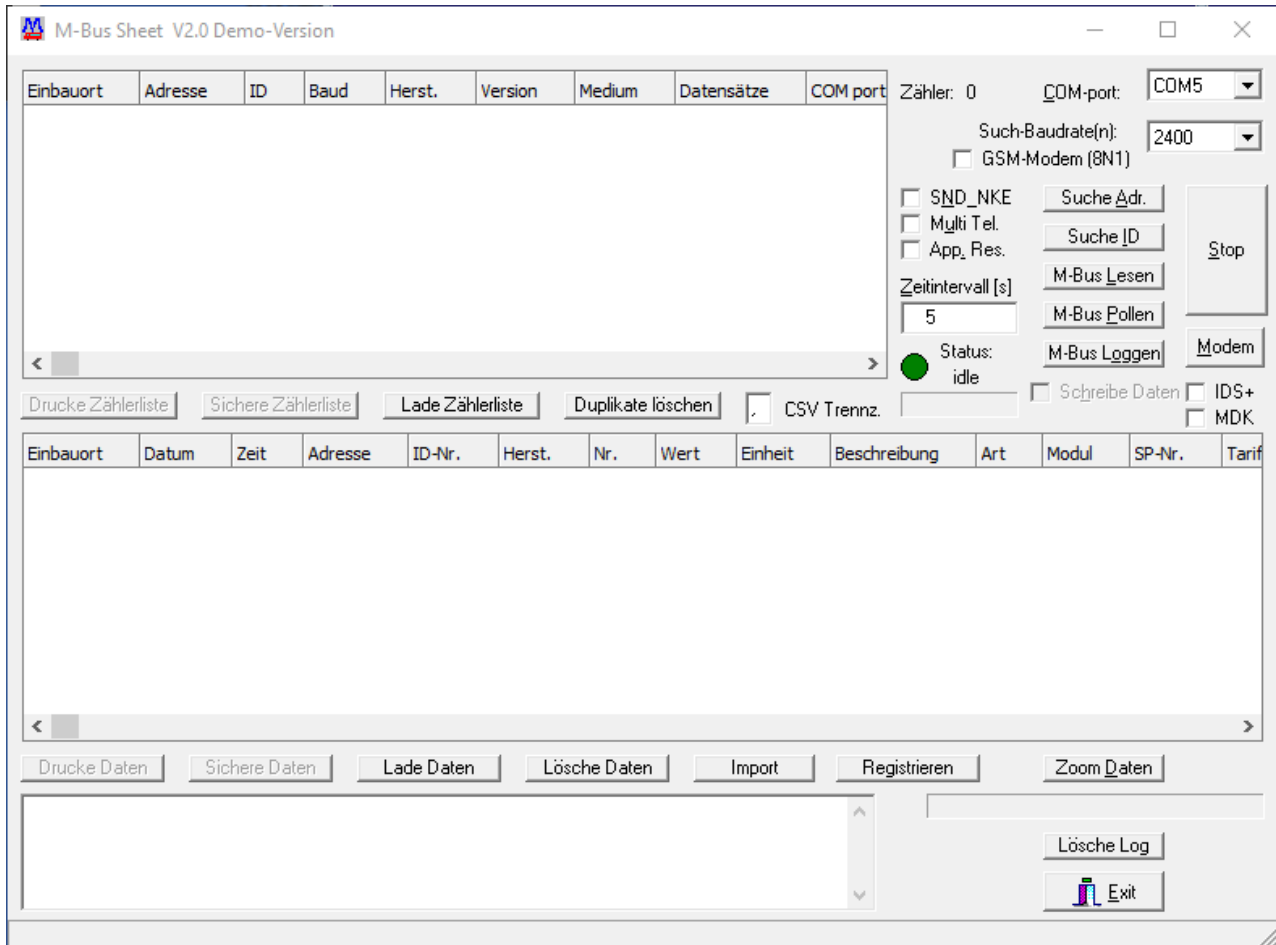 M-Bus Sheet V2.0 Demo-Version
Einbauort Adresse ID Baud Herst. Version Medium Datensätze COM port
Zähler: 0 COM-port: COM5
Such-Baudrate(n): 2400
GSM-Modem (8N1)
SND_NKE Suche Adr.
Multi Tel. Suche ID Stop
App. Res.
Zeitintervall [s] M-Bus Lesen
5 M-Bus Pollen
Status: M-Bus Loggen Modem
idle
Drucke Zählerliste Sichere Zählerliste Lade Zählerliste Duplikate löschen , CSV Trennz. Schreibe Daten IDS+
MDK
Einbauort Datum Zeit Adresse ID-Nr. Herst. Nr. Wert Einheit Beschreibung Art Modul SP-Nr. Tarif
Drucke Daten Sichere Daten Lade Daten Lösche Daten Import Registrieren Zoom Daten
Lösche Log
Exit